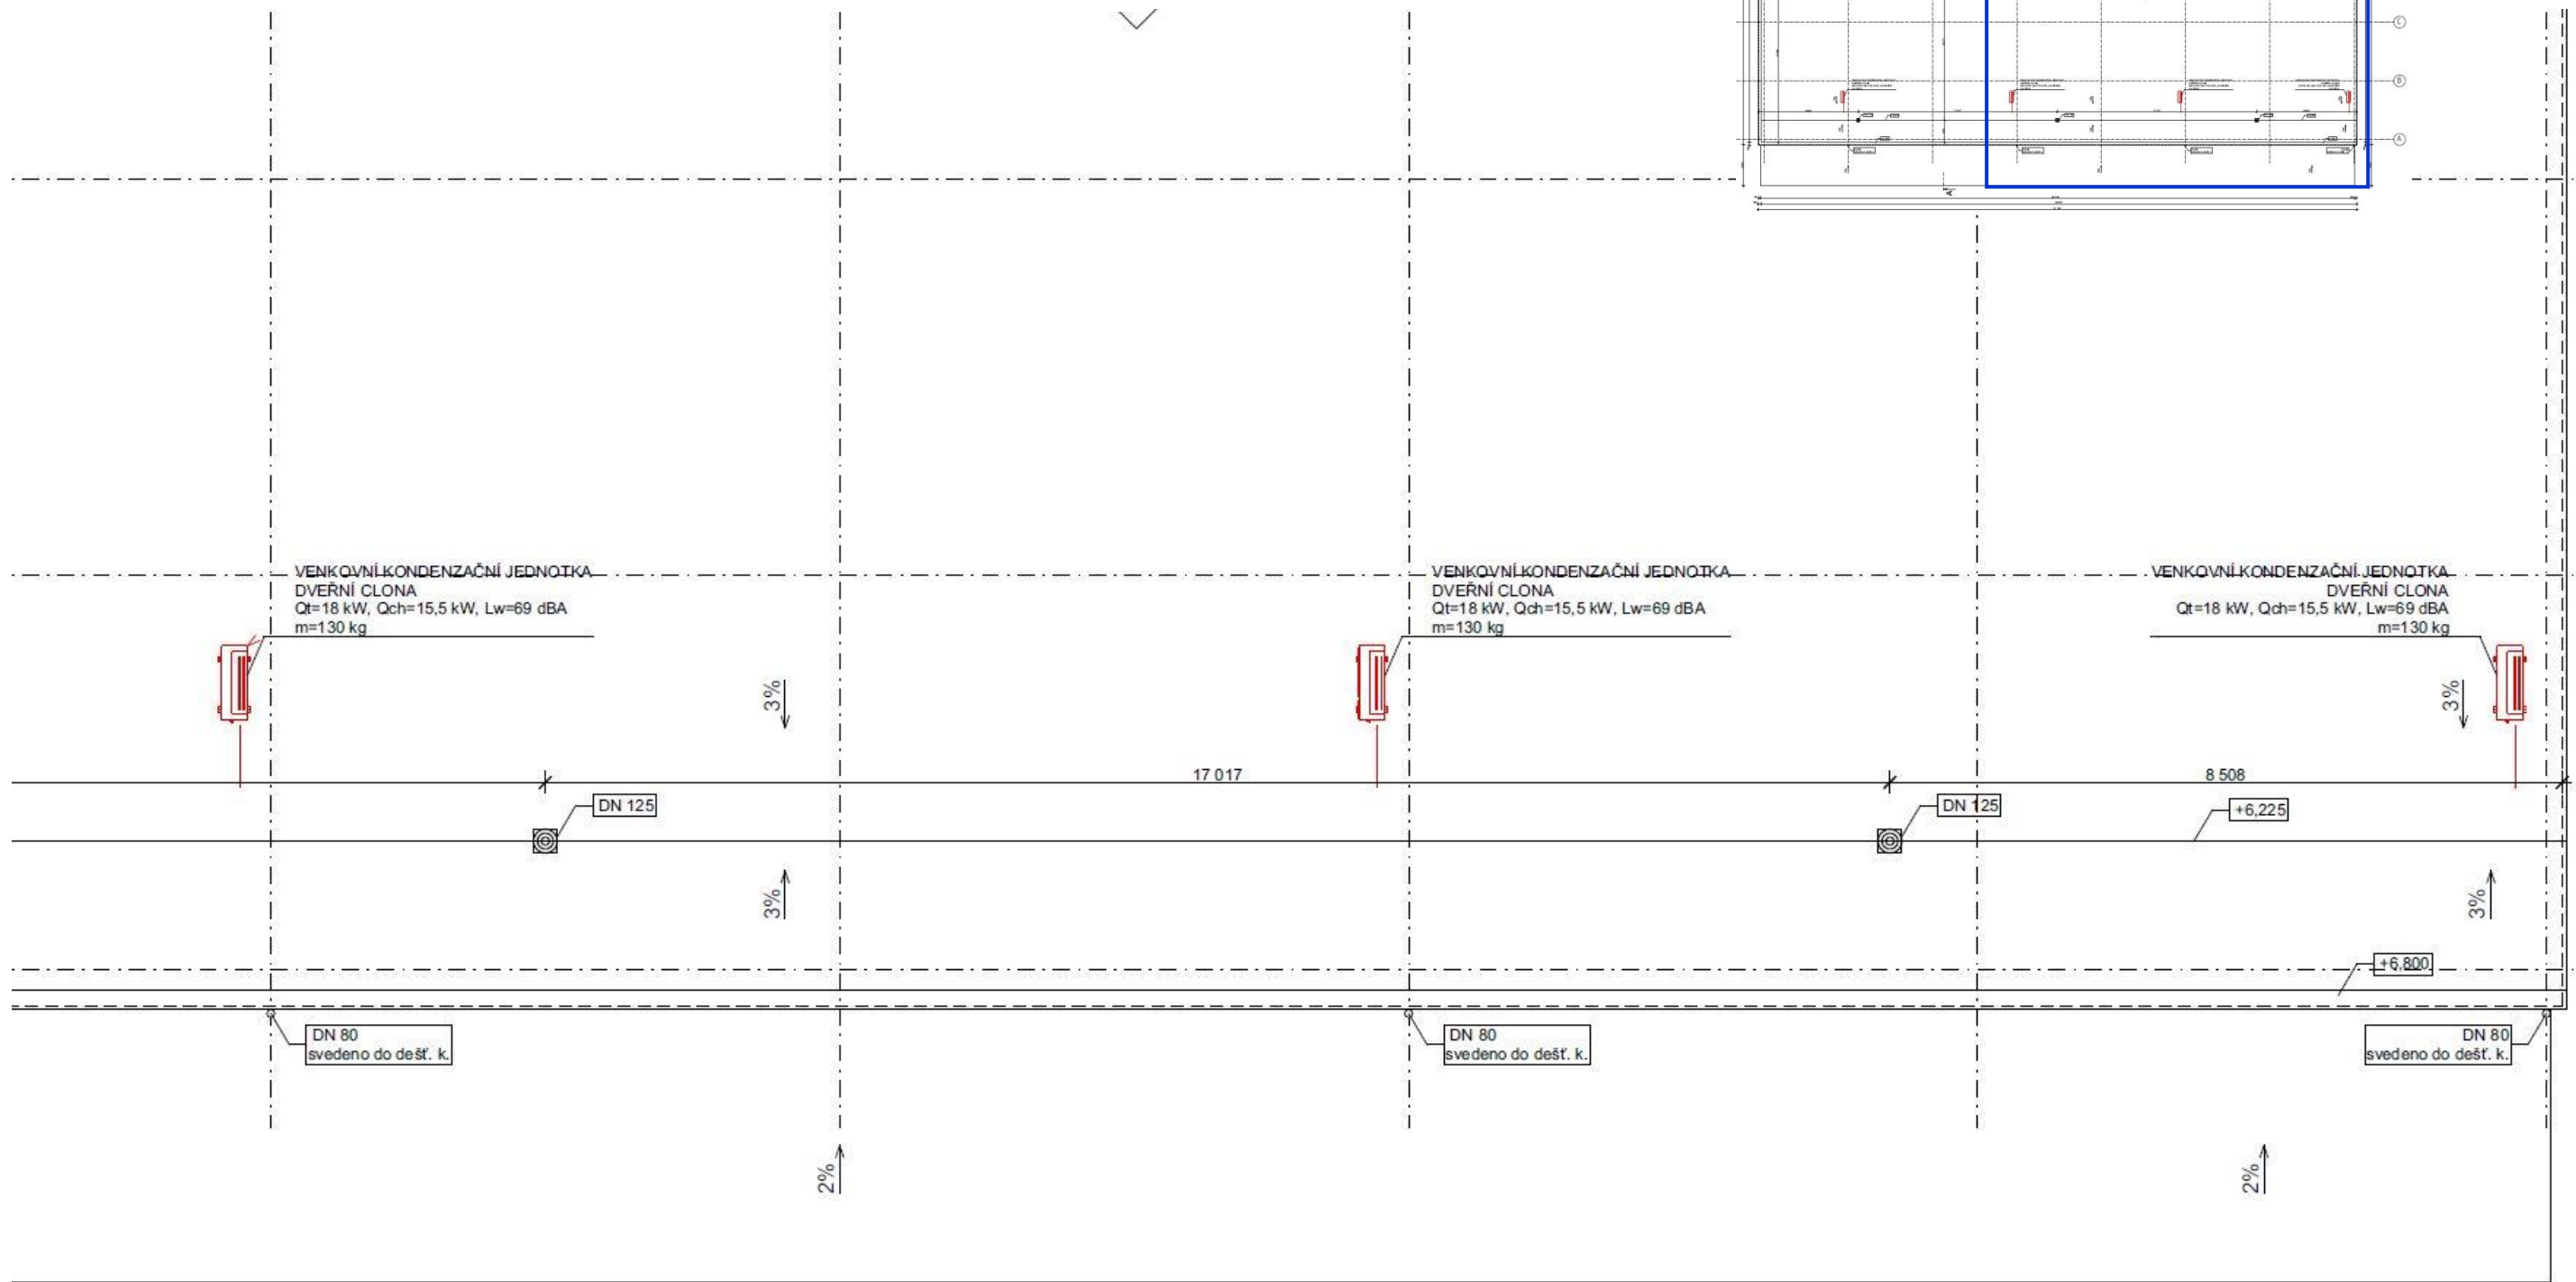 C
B
A
VENKOVNÍ KONDENZAČNÍ JEDNOTKA
DVEŘNÍ CLONA
Qt=18 kW, Qch=15,5 kW, Lw=69 dBA
m=130 kg
VENKOVNÍ KONDENZAČNÍ JEDNOTKA
DVEŘNÍ CLONA
Qt=18 kW, Qch=15,5 kW, Lw=69 dBA
m=130 kg
VENKOVNÍ KONDENZAČNÍ JEDNOTKA
DVEŘNÍ CLONA
Qt=18 kW, Qch=15,5 kW, Lw=69 dBA
m=130 kg
3%
3%
17 017
8 508
DN 125
DN 125
+6,225
3%
3%
+6,800
DN 80
svedeno do dešť. k.
DN 80
svedeno do dešť. k.
DN 80
svedeno do dešť. k.
2%
2%